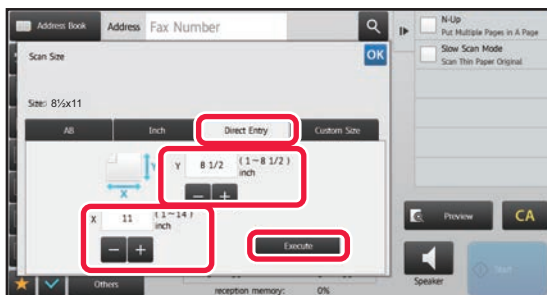 Address Book Address Fax Number
N-Up
Put Multiple Pages in A Page
Slow Scan Mode
Scan Thin Paper Original
Scan Size OK
Size: 8½x11
AB Inch Direct Entry Custom Size
Y Y 8 1/2 (1~8 1/2)
inch
X
X 11 (1~14)
inch
Execute
Preview CA
Others
reception memory: 0%
Speaker
Start